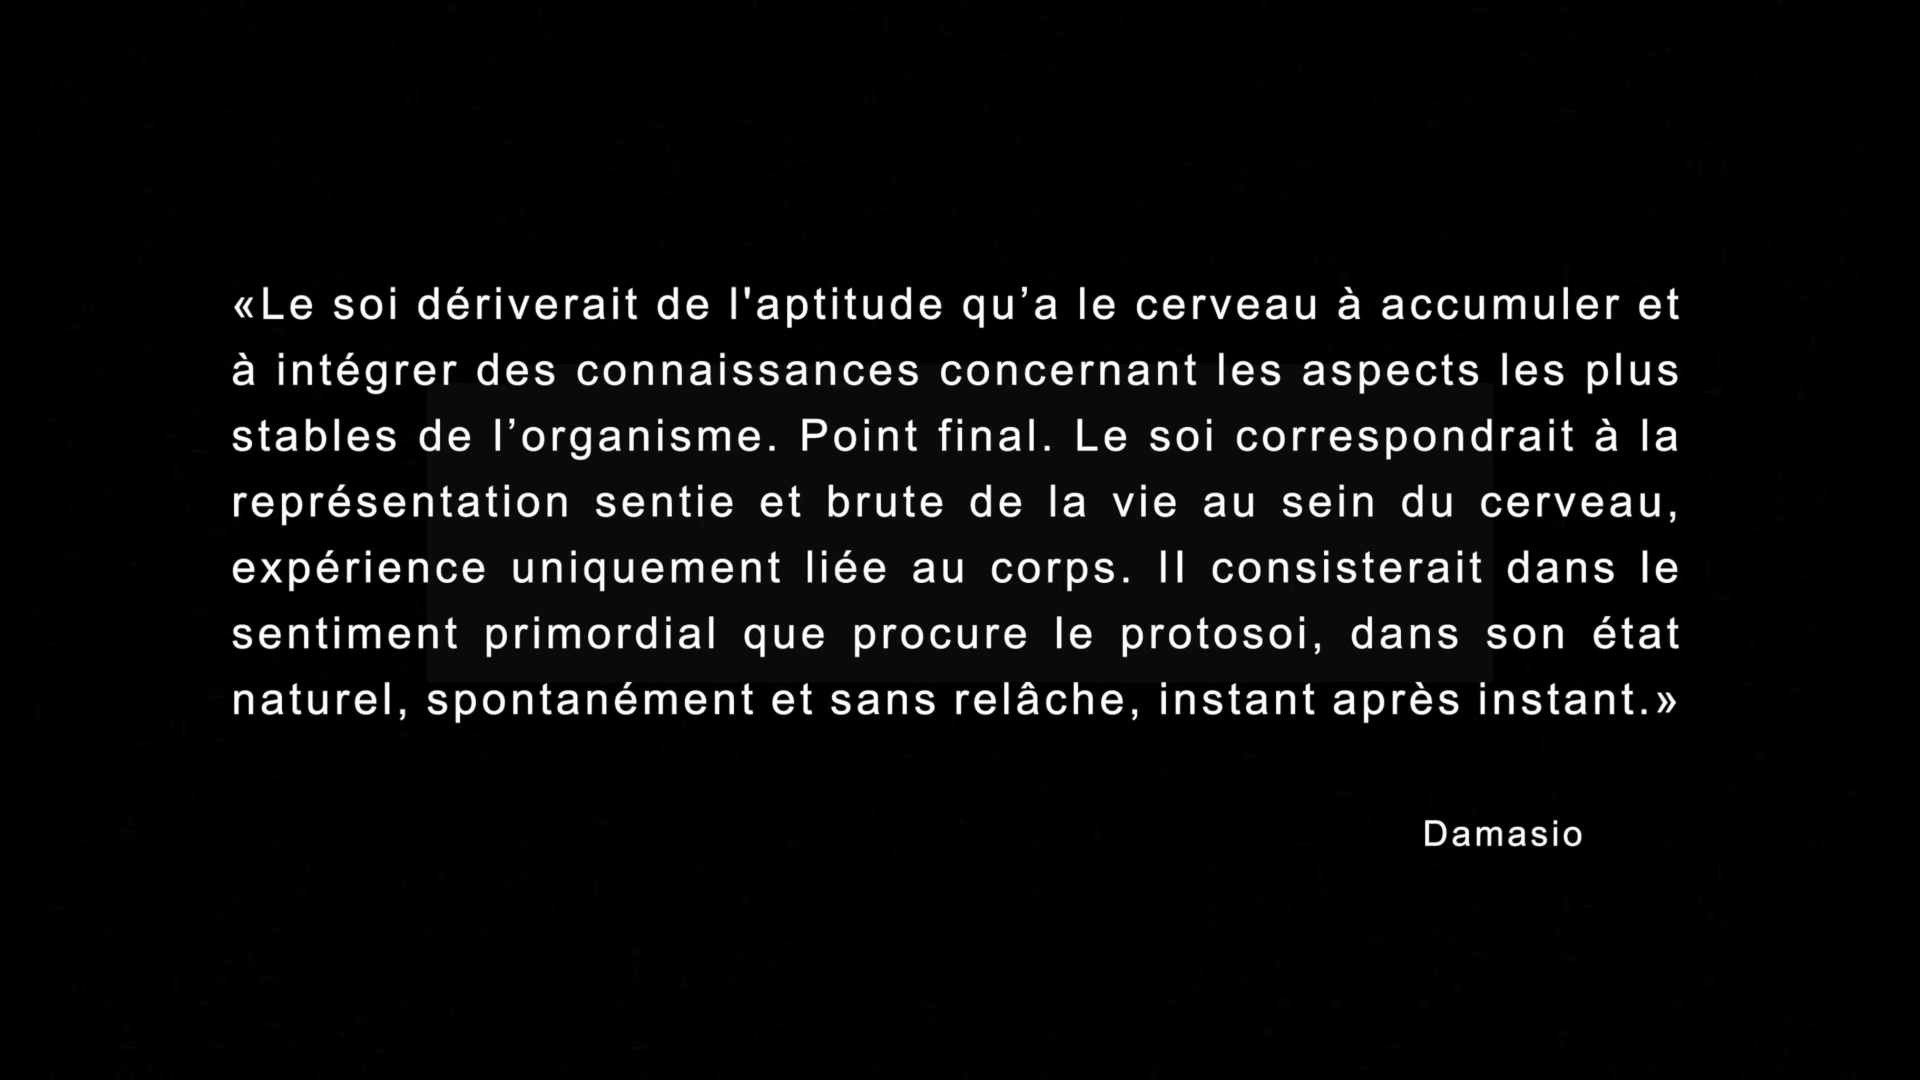 «Le soi dériverait de l'aptitude qu’a le cerveau à accumuler et
à intégrer des connaissances concernant les aspects les plus
stables de l’organisme. Point final. Le soi correspondrait à la
représentation sentie et brute de la vie au sein du cerveau,
expérience uniquement liée au corps. Il consisterait dans le
sentiment primordial que procure le protosoi, dans son état
naturel, spontanément et sans relâche, instant après instant.»
Damasio